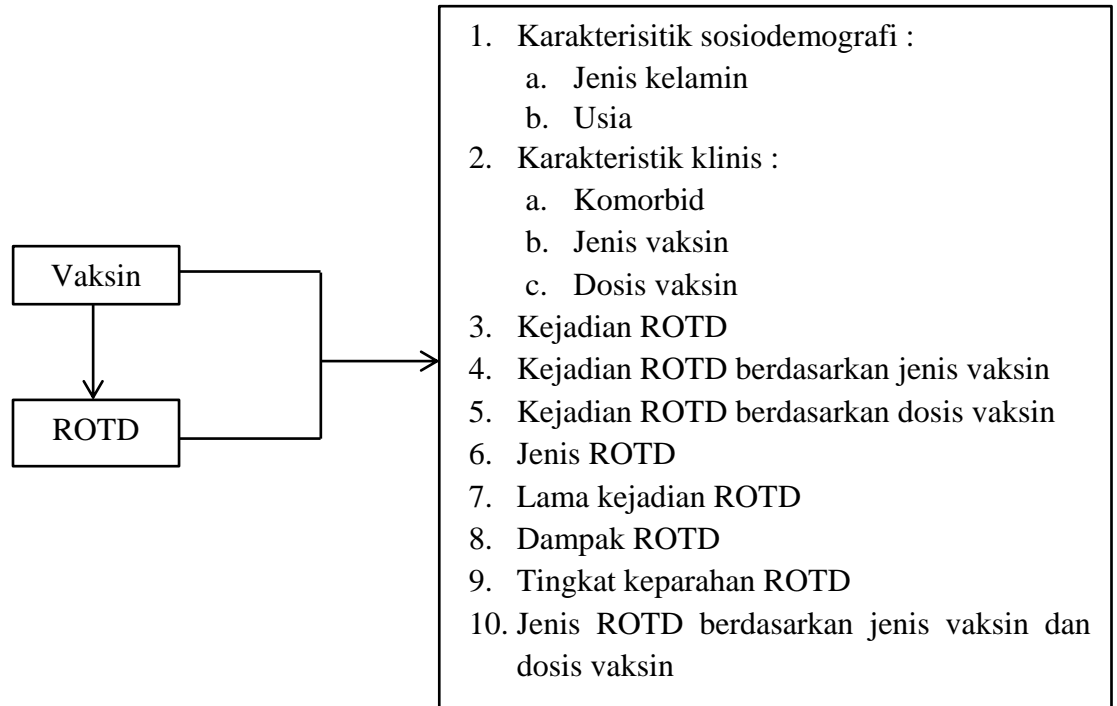 Vaksin
ROTD
1. Karakterisitik sosiodemografi :
a. Jenis kelamin
b. Usia
2. Karakteristik klinis :
a. Komorbid
b. Jenis vaksin
c. Dosis vaksin
3. Kejadian ROTD
4. Kejadian ROTD berdasarkan jenis vaksin
5. Kejadian ROTD berdasarkan dosis vaksin
6. Jenis ROTD
7. Lama kejadian ROTD
8. Dampak ROTD
9. Tingkat keparahan ROTD
10. Jenis ROTD berdasarkan jenis vaksin dan
dosis vaksin